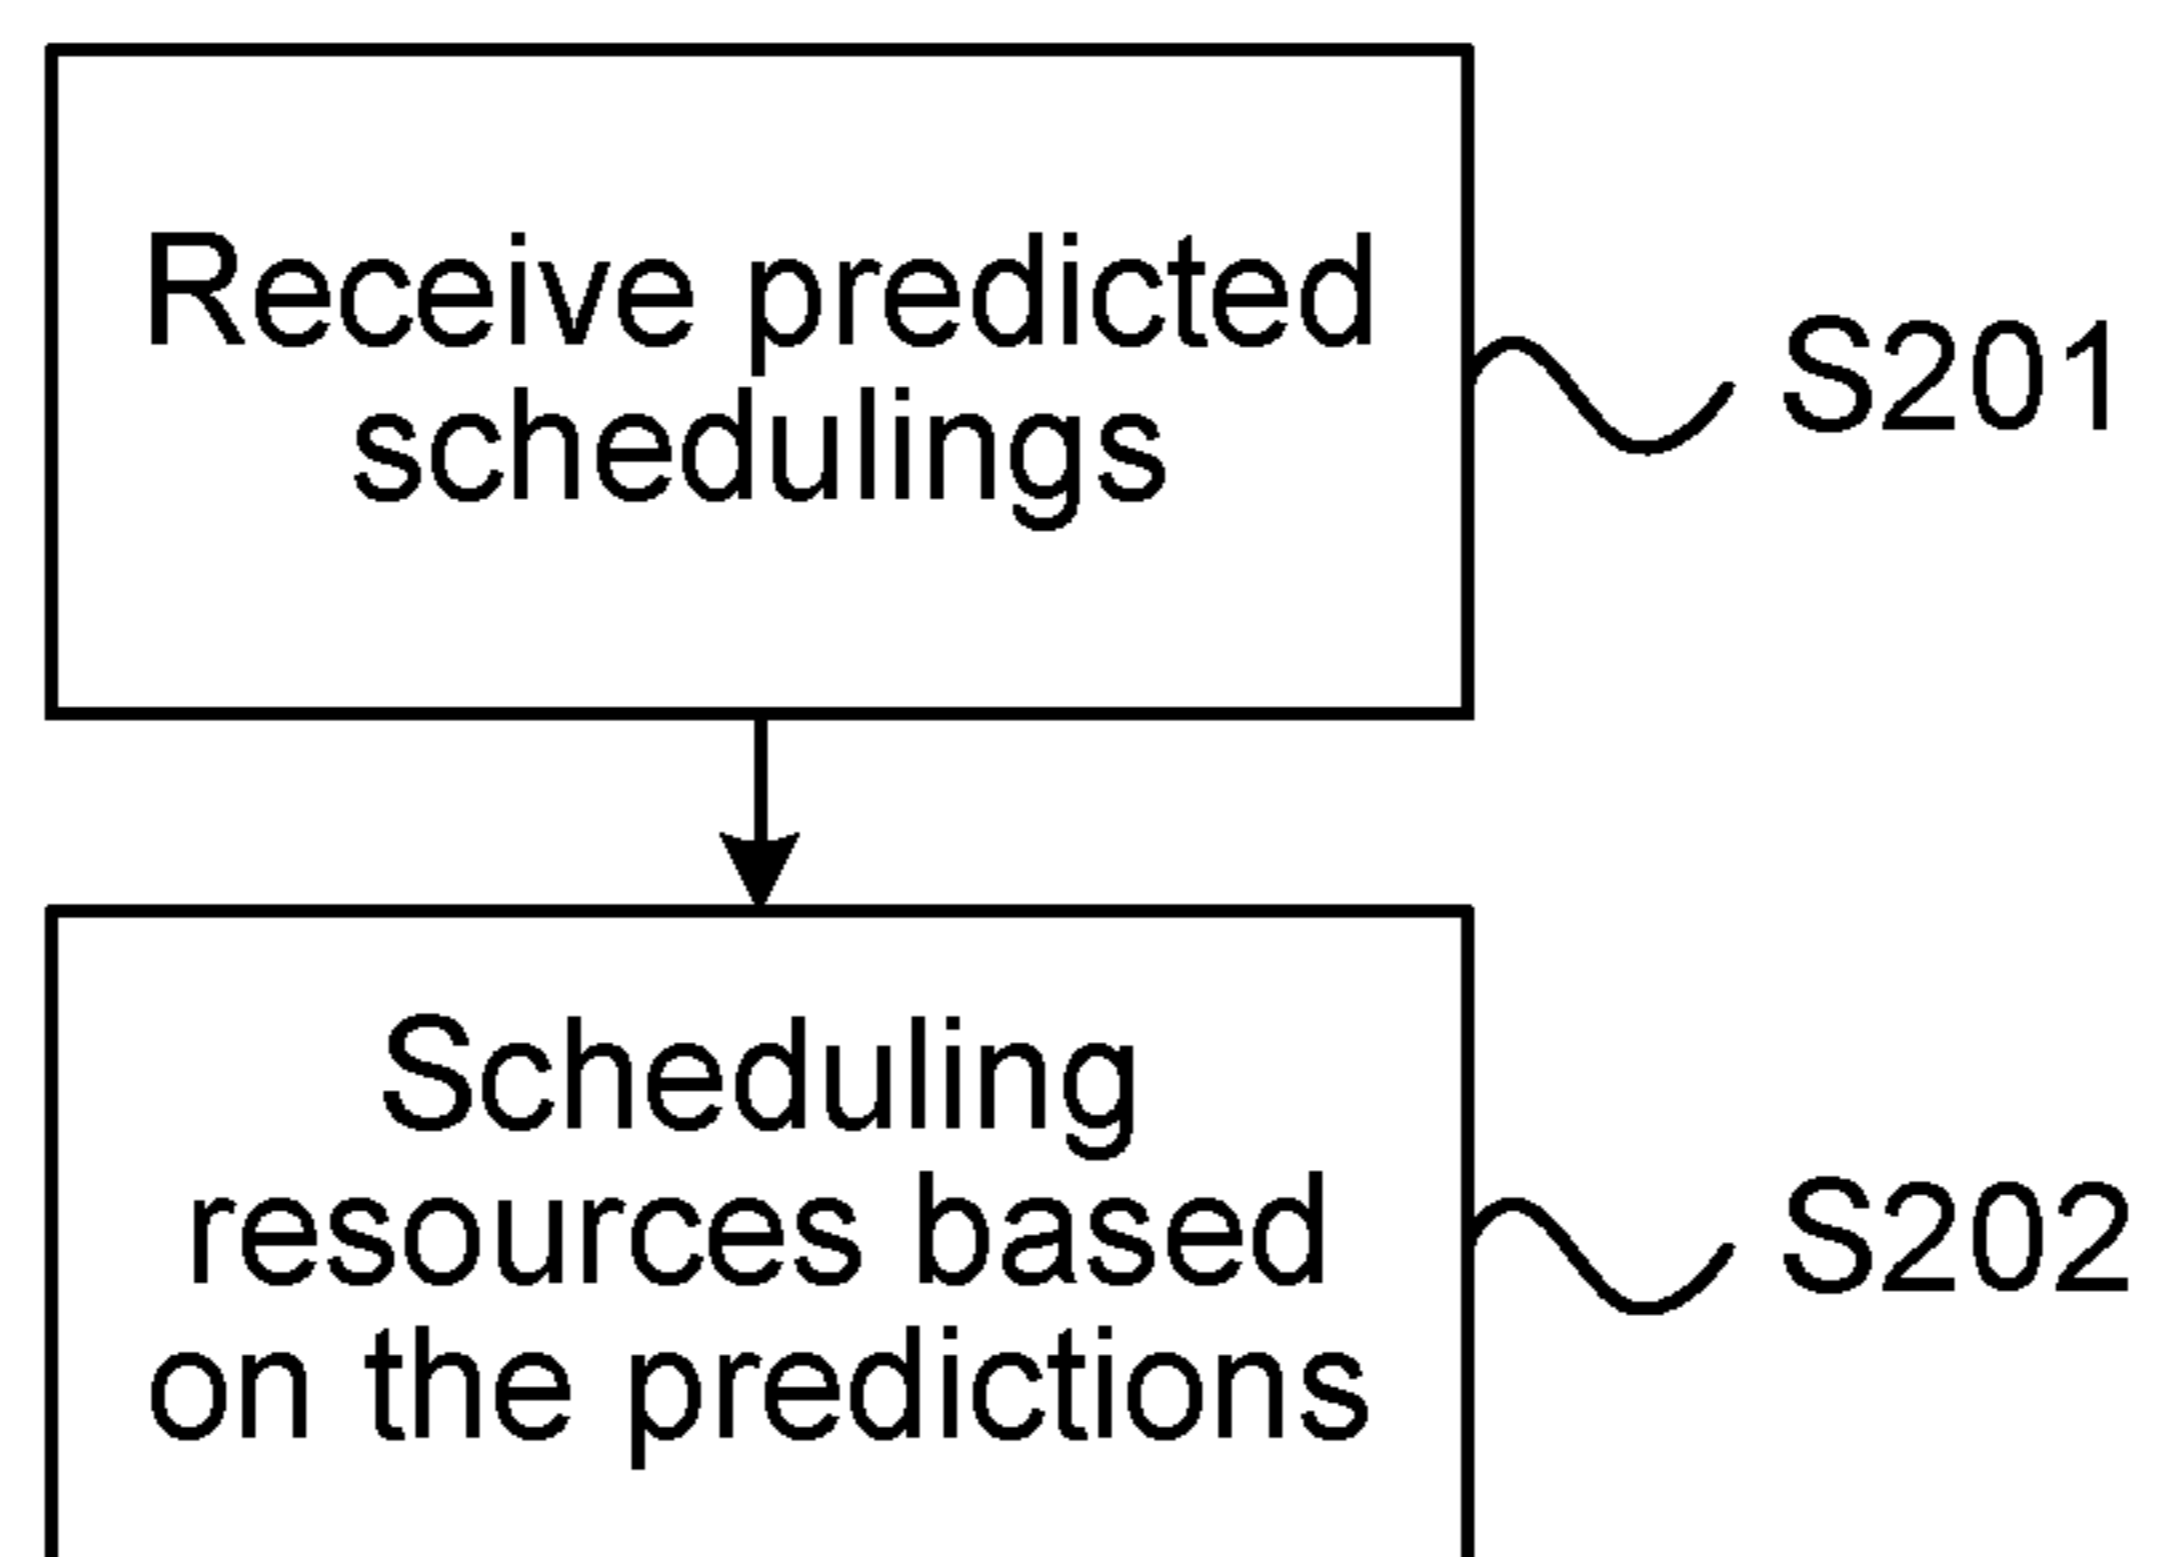 Receive predicted
schedulings
S201
Scheduling
resources based
on the predictions
S202